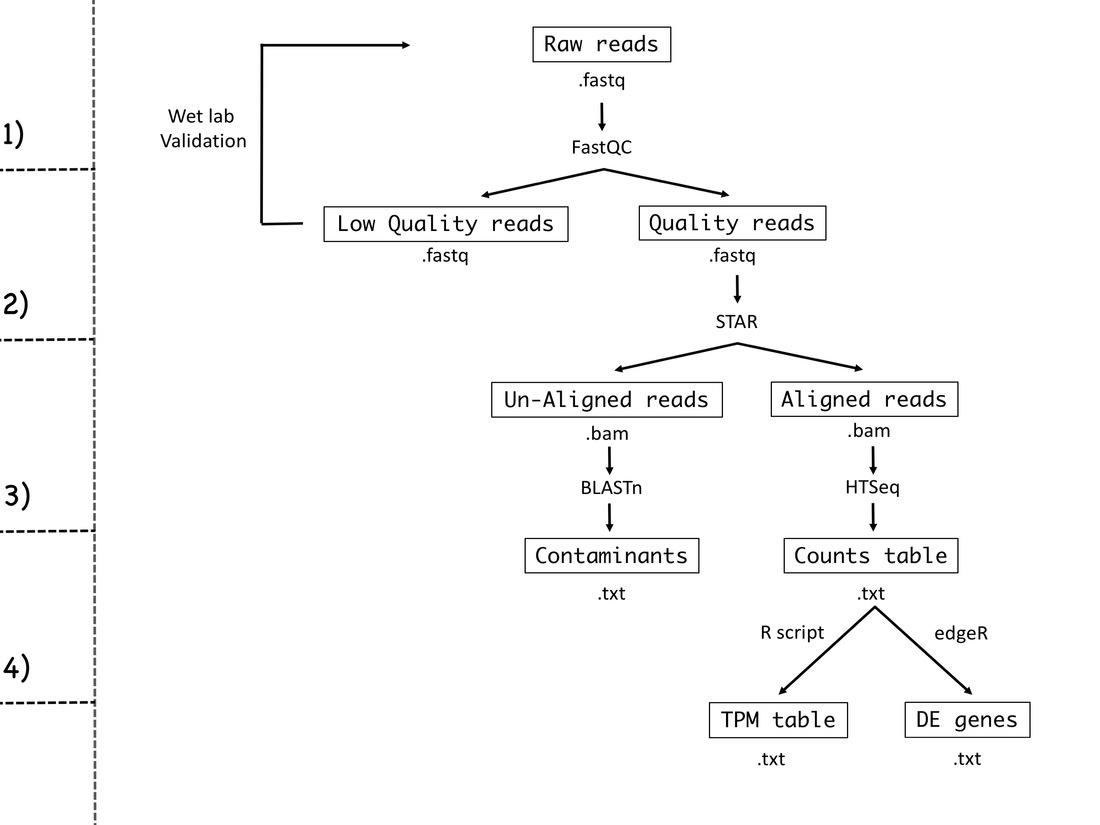 Raw reads
.fastq
Wet lab
Validation
1)
FastQC
Low Quality reads
.fastq
Quality reads
.fastq
2)
STAR
Un-Aligned reads
.bam
Aligned reads
.bam
3)
BLASTn
HTSeq
Contaminants
.txt
Counts table
.txt
R script
edgeR
4)
TPM table
.txt
DE genes
.txt